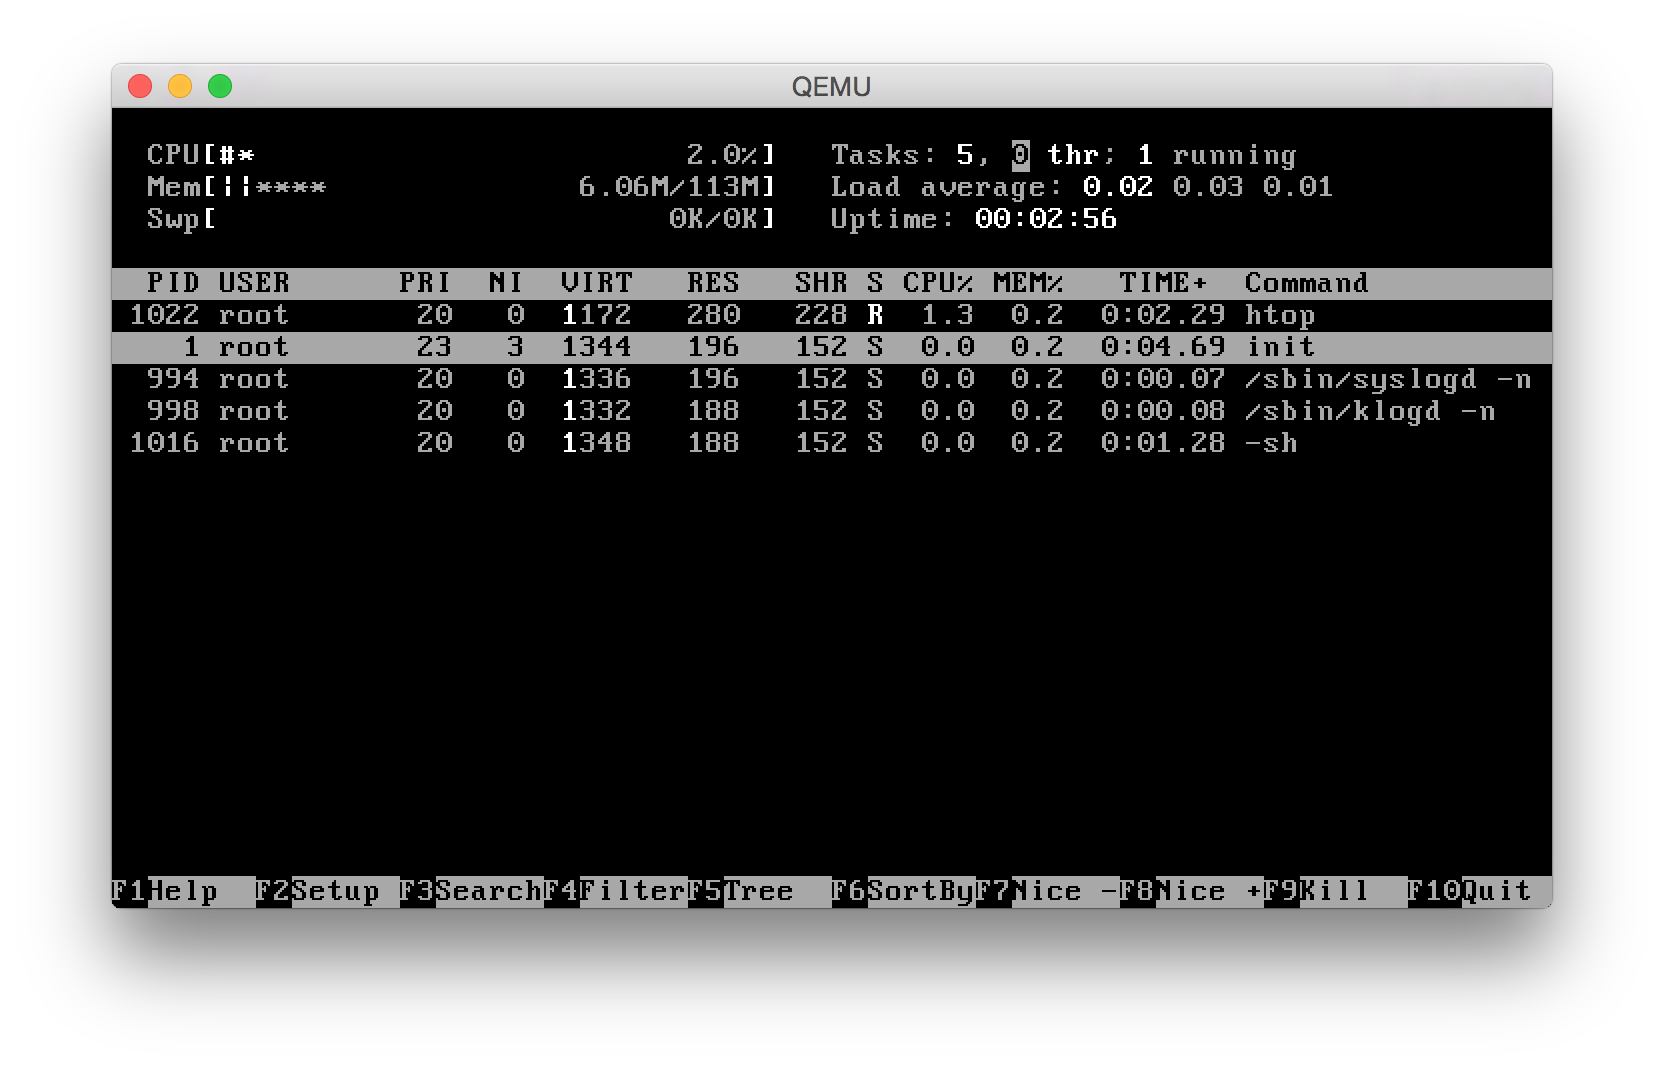 QEMU
CPU[#*                        2.0%]   Tasks: 5, 0 thr; 1 running
Mem[||****              6.06M/113M]   Load average: 0.02 0.03 0.01
Swp[                         0K/0K]   Uptime: 00:02:56
PID USER      PRI  NI  VIRT   RES   SHR S CPU% MEM%   TIME+  Command
1022 root       20   0  1172   280   228 R  1.3  0.2  0:02.29 htop
1 root       23   3  1344   196   152 S  0.0  0.2  0:04.69 init
994 root       20   0  1336   196   152 S  0.0  0.2  0:00.07 /sbin/syslogd -n
998 root       20   0  1332   188   152 S  0.0  0.2  0:00.08 /sbin/klogd -n
1016 root       20   0  1348   188   152 S  0.0  0.2  0:01.28 -sh
F1Help  F2Setup F3SearchF4FilterF5Tree  F6SortByF7Nice -F8Nice +F9Kill  F10Quit